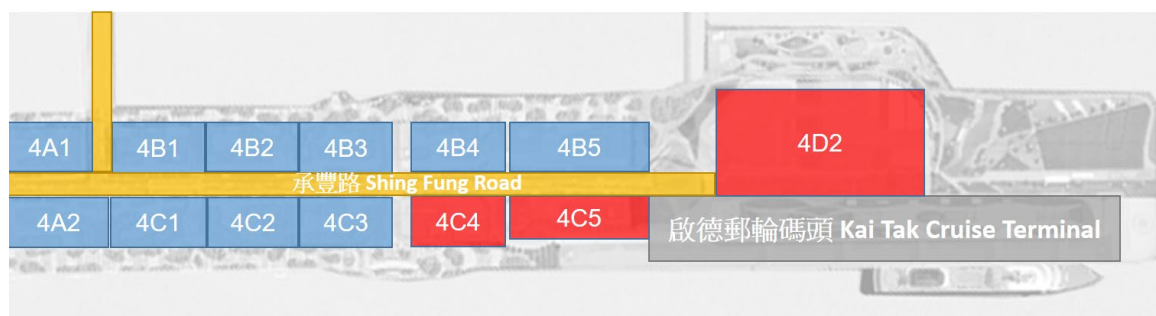 4D2
4A1
4B1
4B2
4B3
4B4
4B5
承豐路 Shing Fung Road
4A2
4C1
4C2
4C3
4C4
4C5
啟德郵輪碼頭 Kai Tak Cruise Terminal